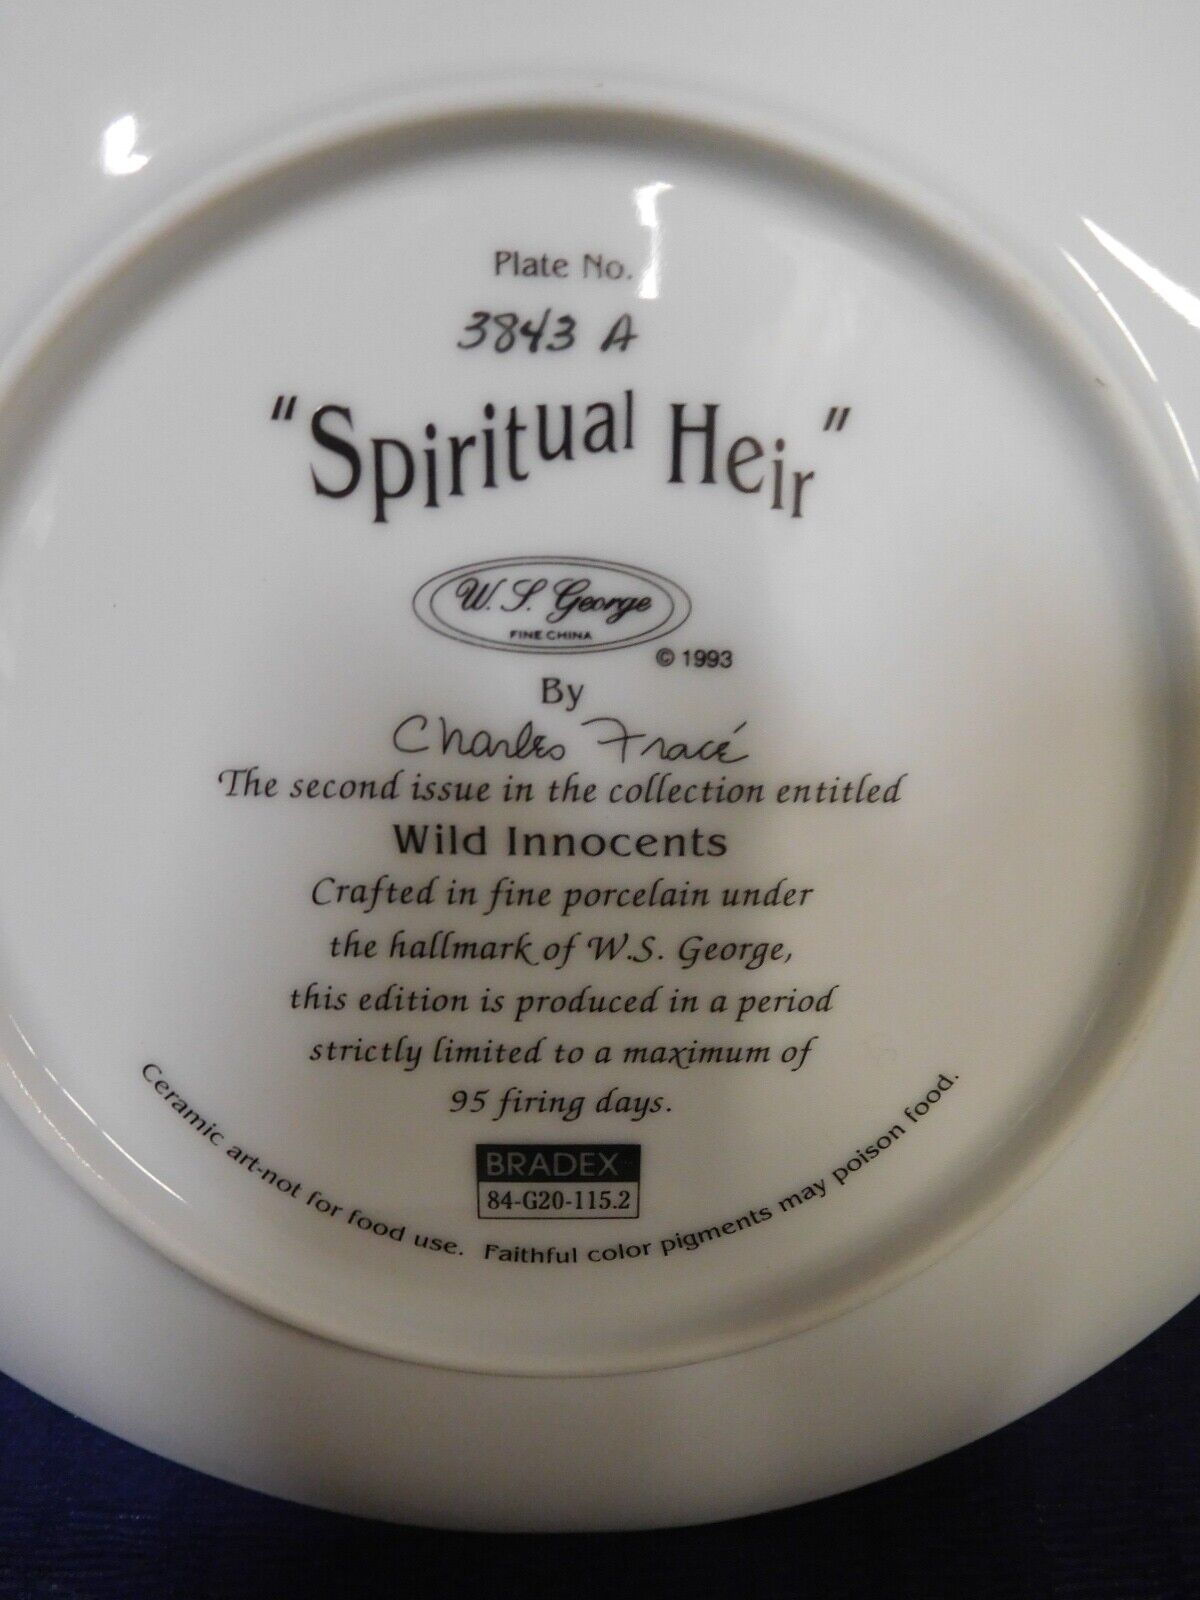 Plate No.
3843 A
"Spiritual Heir"
W. S. George
FINE CHINA
© 1993
By
Charles Fracé
The second issue in the collection entitled
Wild Innocents
Crafted in fine porcelain under
the hallmark of W.S. George,
this edition is produced in a period
strictly limited to a maximum of
95 firing days.
BRADEX
84-G20-115.2
Ceramic art-not for food use. Faithful color pigments may poison food.